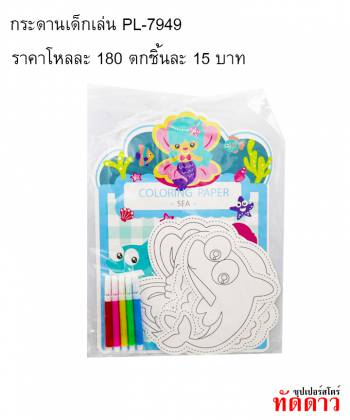 กระดานเด็กเล่น PL-7949
ราคาโหลละ 180 ตกชิ้นละ 15 บาท
COLORING PAPER
- SEA -
ซุปเปอร์สโตร์
ทัดดาว